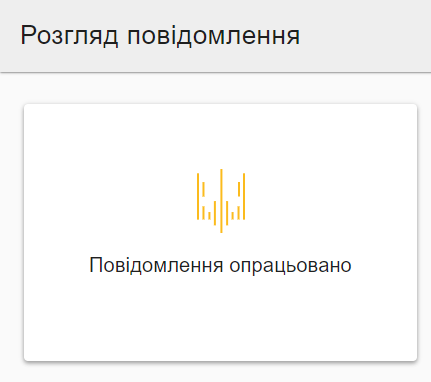 Розгляд повідомлення
Повідомлення опрацьовано